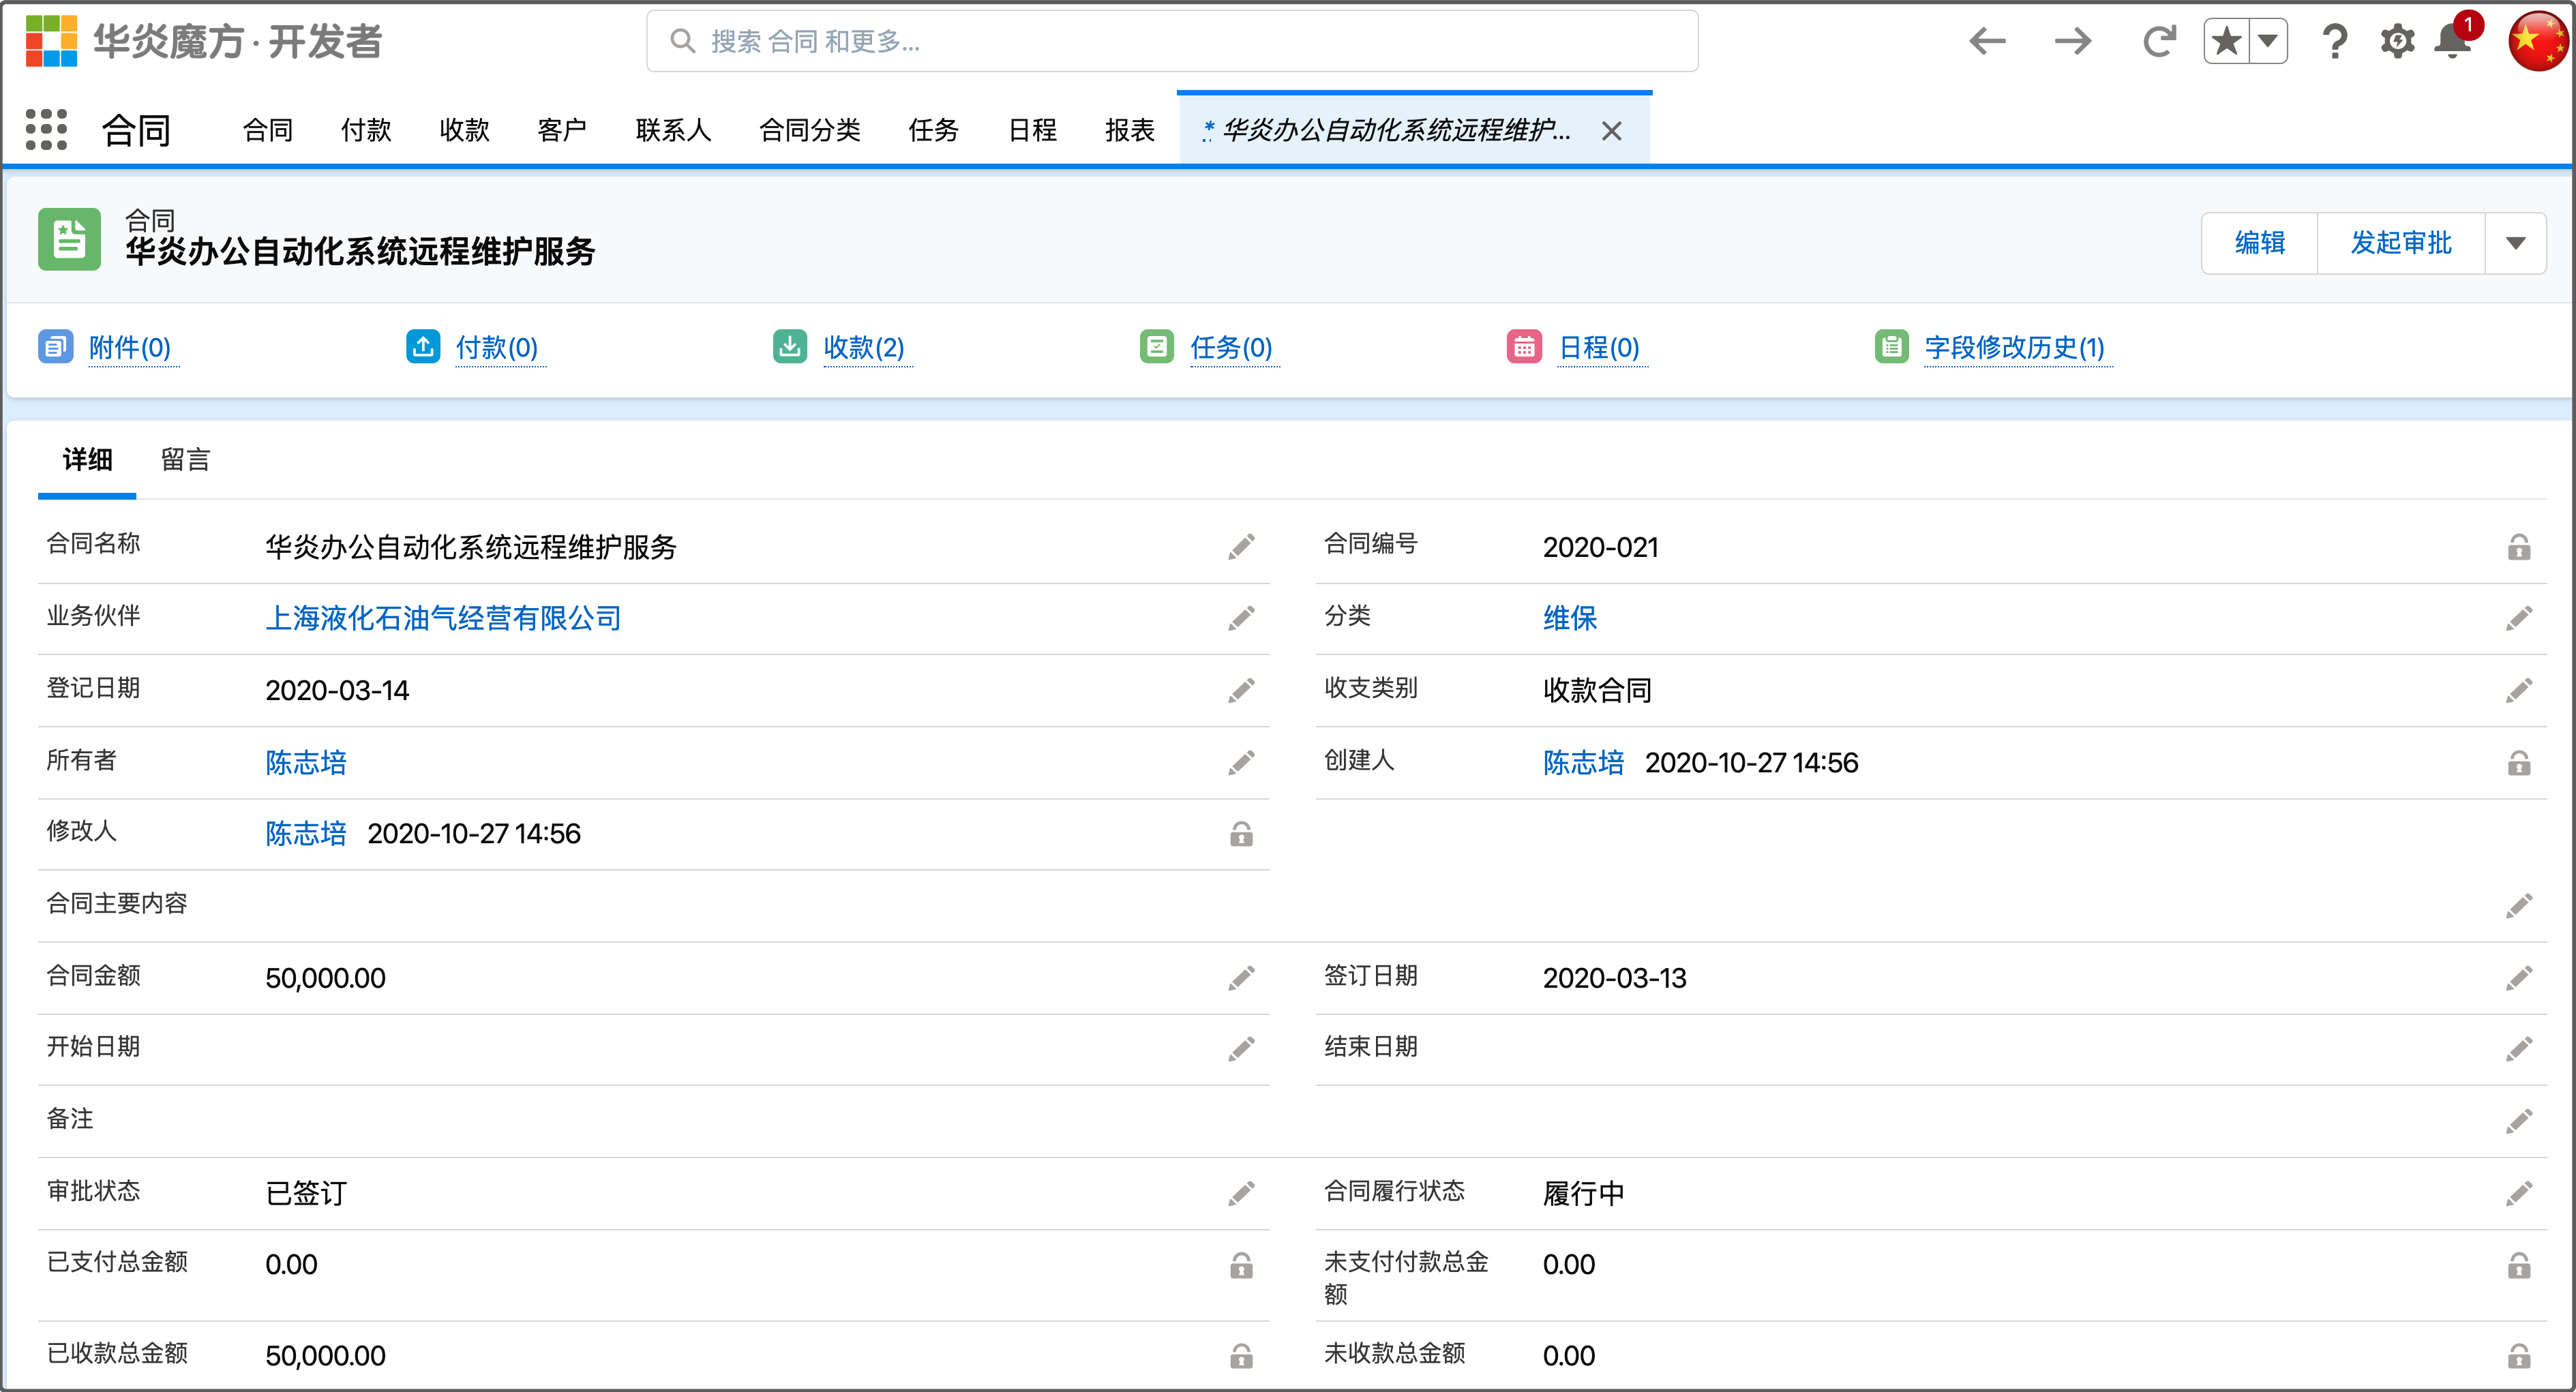 华炎魔方·开发者
搜索 合同 和更多...
1
合同 合同 付款 收款 客户 联系人 合同分类 任务 日程 报表 * 华炎办公自动化系统远程维护...
合同
华炎办公自动化系统远程维护服务
编辑 发起审批
附件(0) 付款(0) 收款(2) 任务(0) 日程(0) 字段修改历史(1)
详细 留言
合同名称 华炎办公自动化系统远程维护服务 合同编号 2020-021
业务伙伴 上海液化石油气经营有限公司 分类 维保
登记日期 2020-03-14 收支类别 收款合同
所有者 陈志培 创建人 陈志培 2020-10-27 14:56
修改人 陈志培 2020-10-27 14:56
合同主要内容
合同金额 50,000.00 签订日期 2020-03-13
开始日期 结束日期
备注
审批状态 已签订 合同履行状态 履行中
已支付总金额 0.00 未支付付款总金 0.00
额
已收款总金额 50,000.00 未收款总金额 0.00